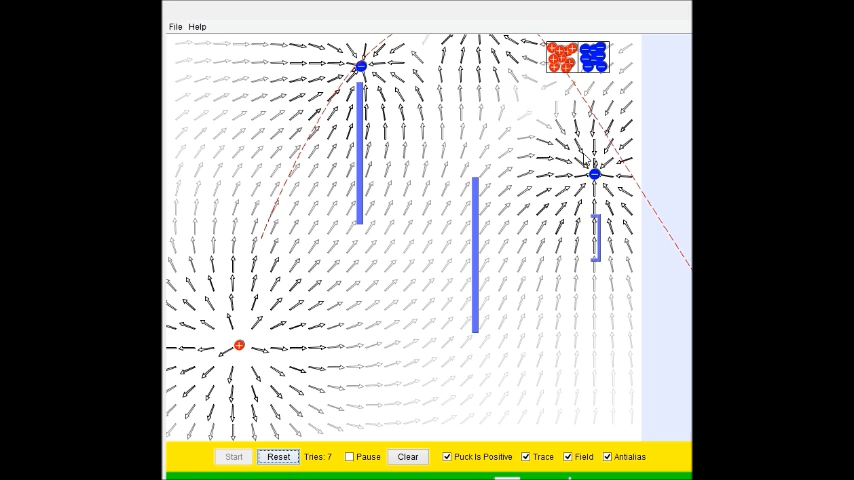 File Help
Start Reset Tries: 7 Pause Clear Puck Is Positive Trace Field Antialias